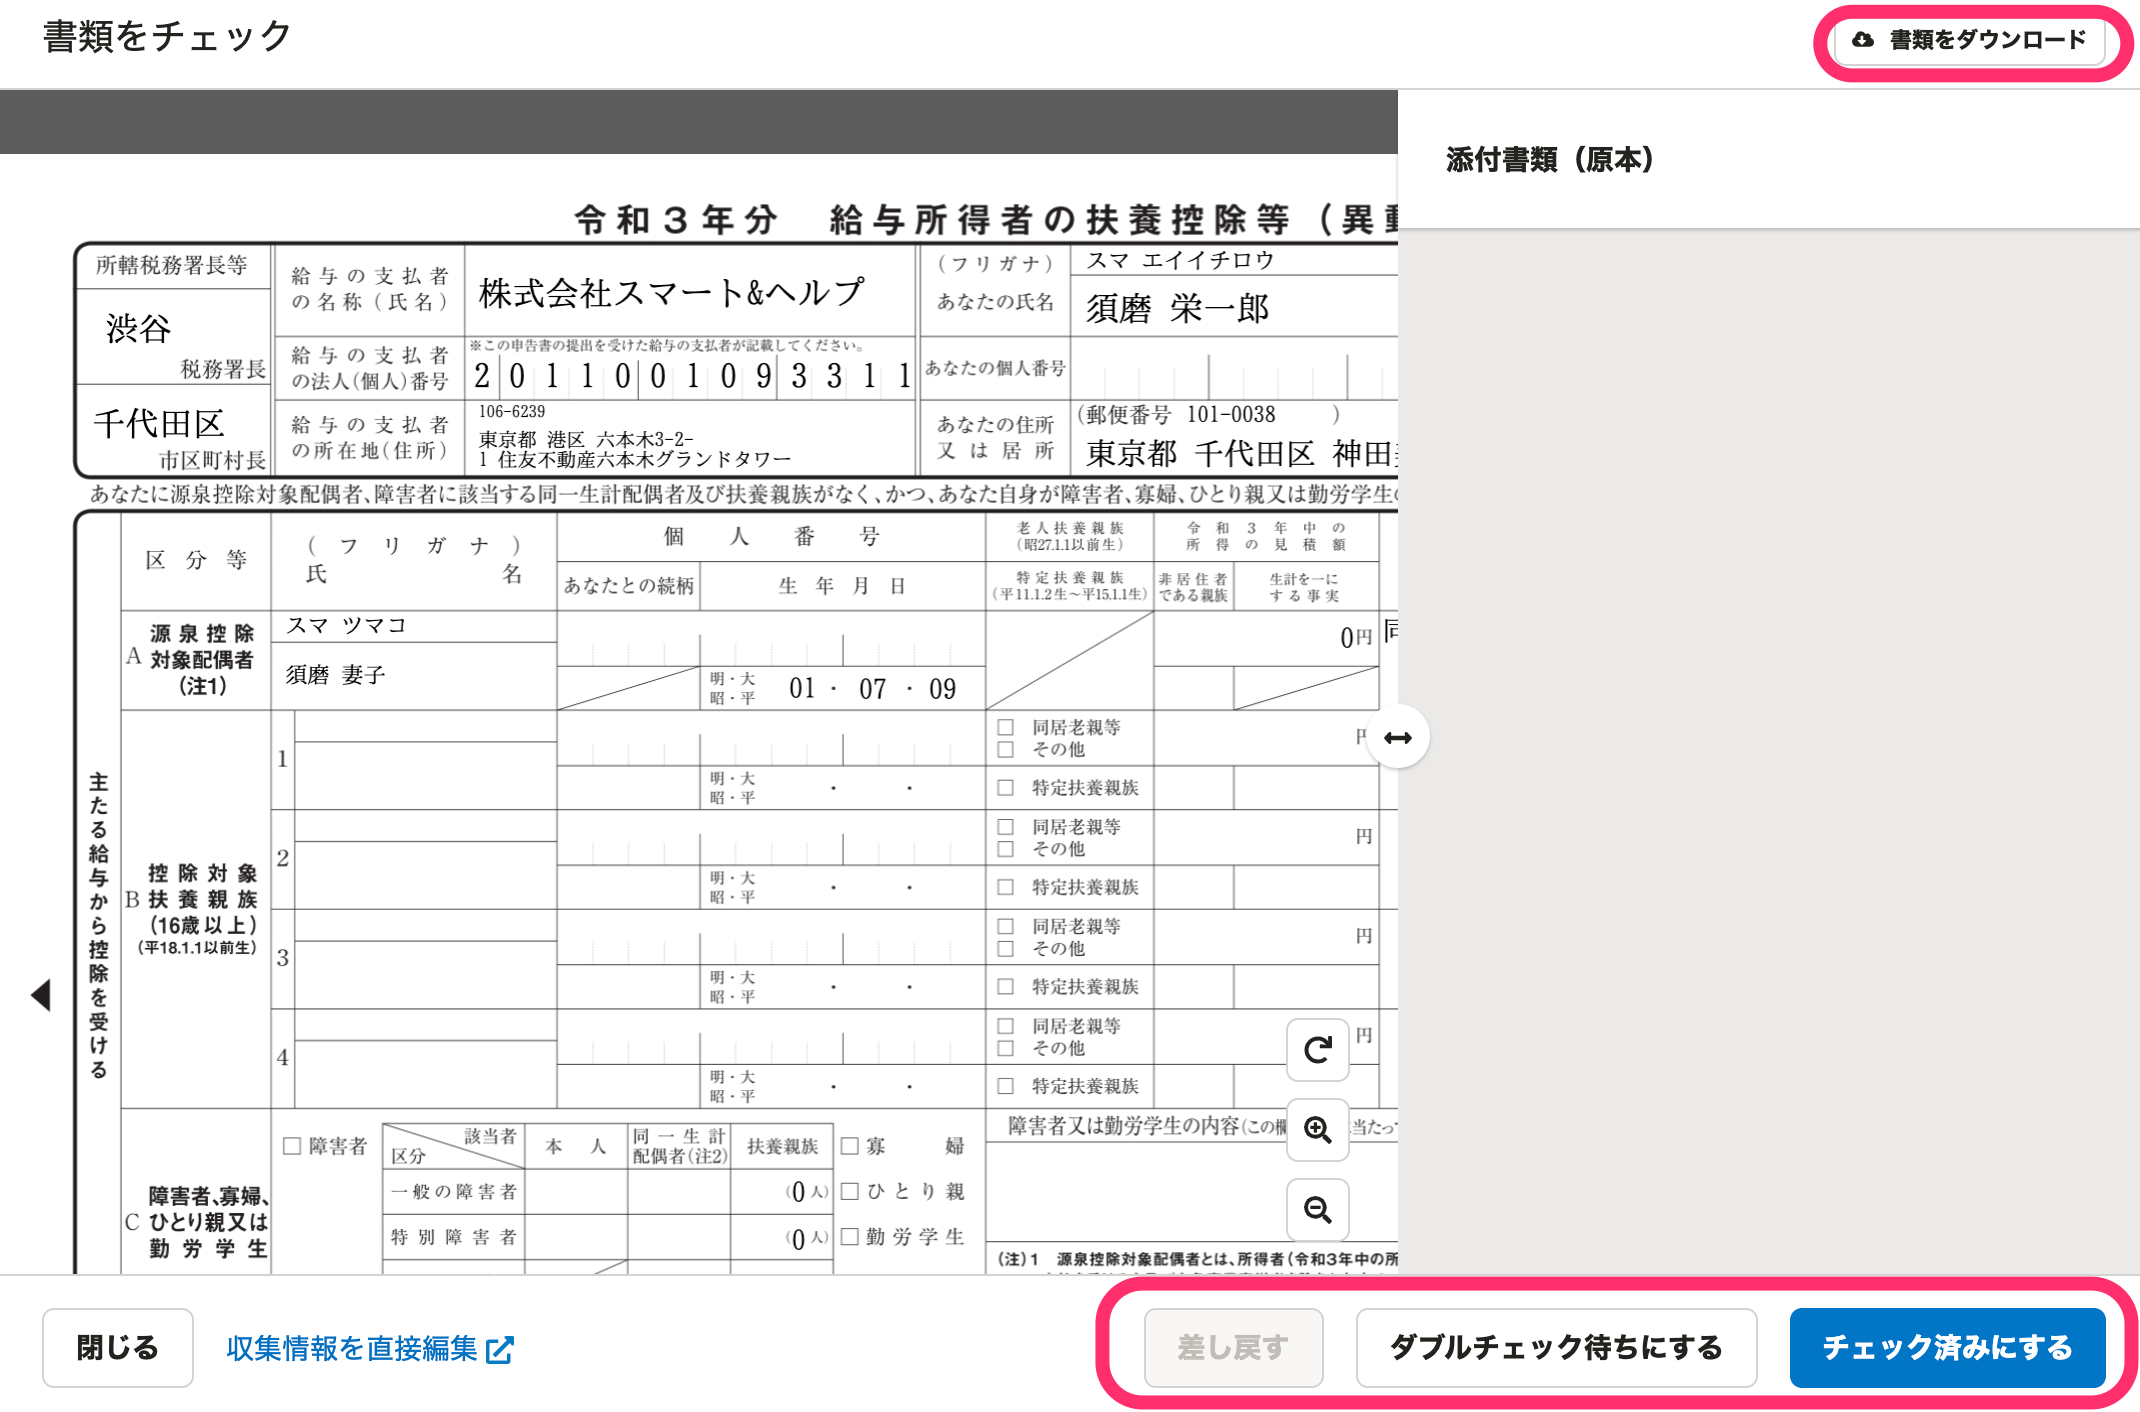 書類をチェック
書類をダウンロード
添付書類（原本）
令和３年分　給与所得者の扶養控除等（異
所轄税務署長等
渋谷
税務署長
千代田区
市区町村長
給与の支払者
の名称（氏名）
株式会社スマート&ヘルプ
給与の支払者
の法人（個人）番号
※この申告書の提出を受けた給与の支払者が記載してください。
2011001093311
給与の支払者
の所在地（住所）
106-6239
東京都 港区 六本木3-2-
1 住友不動産六本木グランドタワー
（フリガナ）
スマ エイイチロウ
あなたの氏名
須磨 栄一郎
あなたの個人番号
あなたの住所
又は居所
（郵便番号 101-0038 ）
東京都 千代田区 神田
あなたに源泉控除対象配偶者、障害者に該当する同一生計配偶者及び扶養親族がなく、かつ、あなた自身が障害者、寡婦、ひとり親又は勤労学生
主たる給与から控除を受ける
区分等
（フリガナ）
氏名
個人番号
あなたとの続柄
生年月日
老人扶養親族
（昭27.1.1以前生）
特定扶養親族
（平11.1.2生～平15.1.1生）
令和３年中の
所得の見積額
非居住者
である親族
生計を一に
する事実
A
源泉控除
対象配偶者
（注1）
スマ ツマコ
須磨 妻子
明・大
昭・平
01・07・09
0円
同
B
控除対象
扶養親族
（16歳以上）
（平18.1.1以前生）
1
明・大
昭・平
・ ・
□ 同居老親等
□ その他
□ 特定扶養親族
円
2
明・大
昭・平
・ ・
□ 同居老親等
□ その他
□ 特定扶養親族
円
3
明・大
昭・平
・ ・
□ 同居老親等
□ その他
□ 特定扶養親族
円
4
明・大
昭・平
・ ・
□ 同居老親等
□ その他
□ 特定扶養親族
円
C
障害者、寡婦、
ひとり親又は
勤労学生
□ 障害者
該当者
区分
本人
同一生計
配偶者（注2）
扶養親族
一般の障害者
（0人）
特別障害者
（0人）
□ 寡婦
□ ひとり親
□ 勤労学生
障害者又は勤労学生の内容（この欄 当たっ
（注）1　源泉控除対象配偶者とは、所得者（令和3年中の所
閉じる
収集情報を直接編集
差し戻す
ダブルチェック待ちにする
チェック済みにする